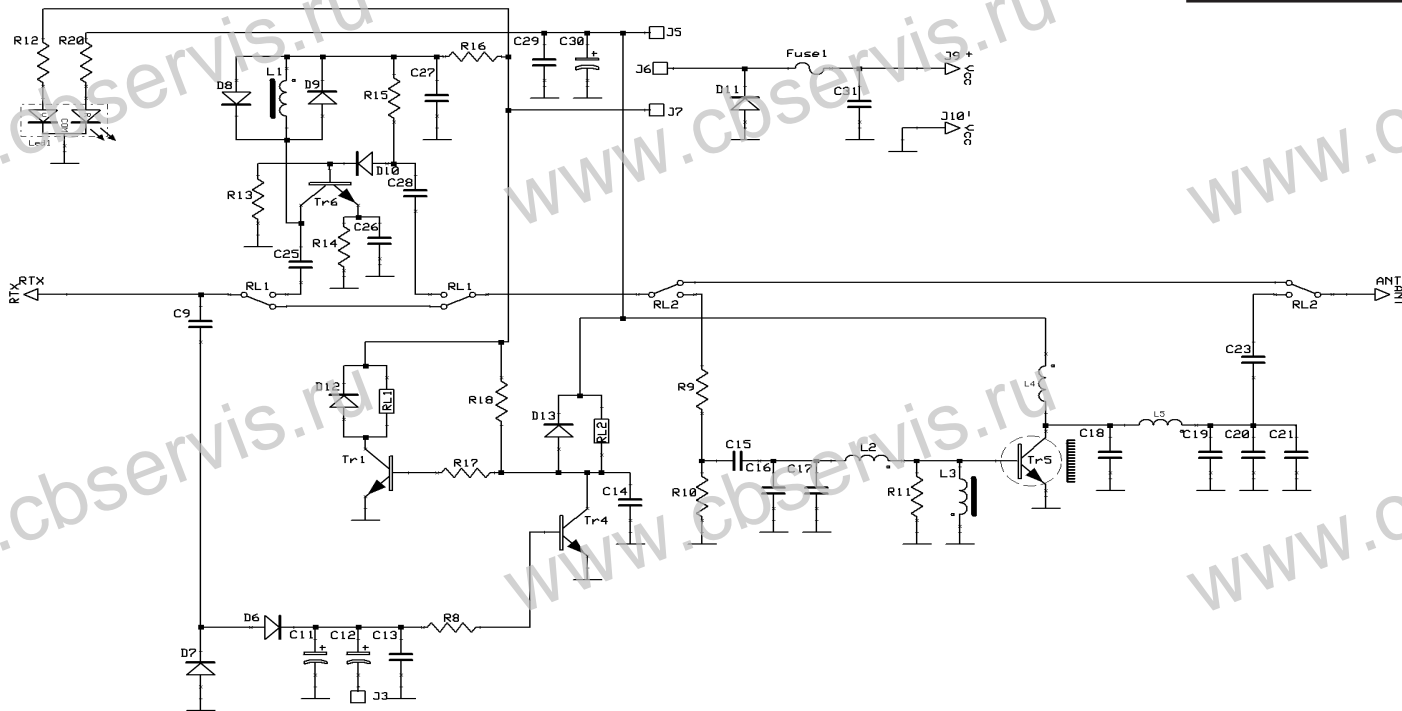 R12
R20
R16
C29
C30
J5
Fuse1
J6
J9 +
Vcc
D8
L1
D9
R15
C27
D11
C31
J7
J10 -
Vcc
Led1
D10
C28
R13
Tr6
R14
C26
C25
RTX
RTX
RL1
RL1
RL2
RL2
ANT
ANT
C9
D12
RL1
R18
D13
RL2
R9
C23
L4
L5
Tr1
R17
C14
Tr4
C15
C16
C17
L2
R10
R11
L3
Tr5
C18
C19
C20
C21
D6
C11
C12
C13
R8
D7
J3
www.cbservis.ru
www.cbservis.ru
www.cbservis.ru
www.cbservis.ru
www.c
www.c